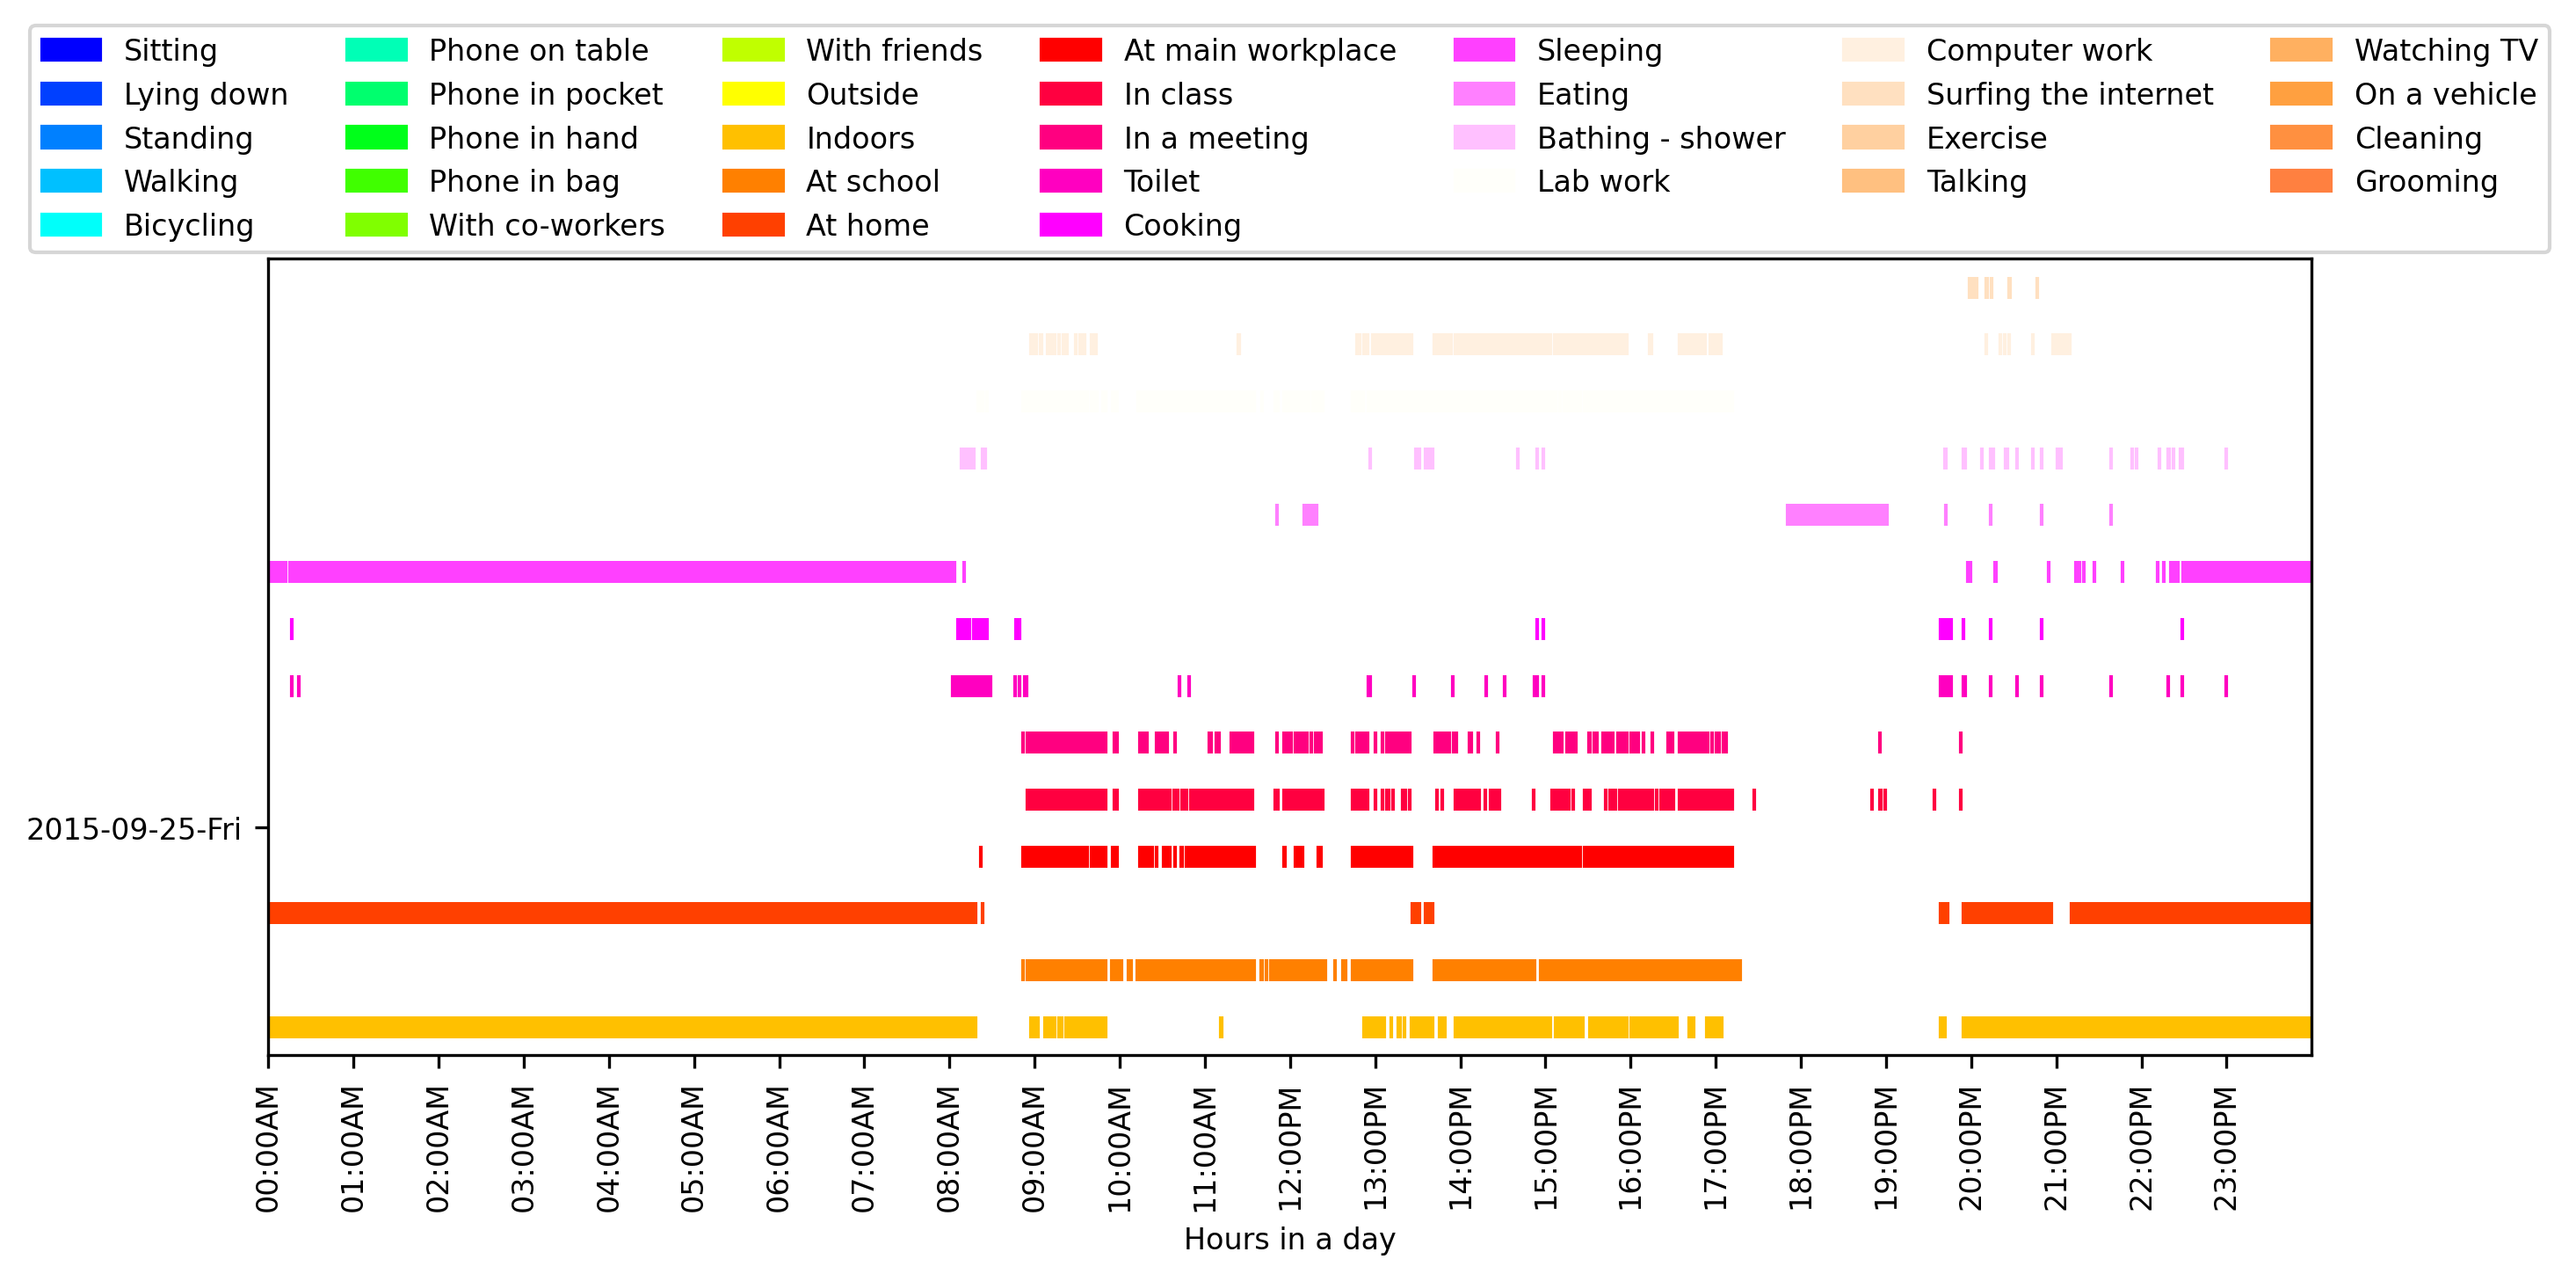 Sitting Phone on table With friends At main workplace Sleeping Computer work Watching TV
Lying down Phone in pocket Outside In class Eating Surfing the internet On a vehicle
Standing Phone in hand Indoors In a meeting Bathing - shower Exercise Cleaning
Walking Phone in bag At school Toilet Lab work Talking Grooming
Bicycling With co-workers At home Cooking
2015-09-25-Fri
00:00AM 01:00AM 02:00AM 03:00AM 04:00AM 05:00AM 06:00AM 07:00AM 08:00AM 09:00AM 10:00AM 11:00AM 12:00PM 13:00PM 14:00PM 15:00PM 16:00PM 17:00PM 18:00PM 19:00PM 20:00PM 21:00PM 22:00PM 23:00PM
Hours in a day